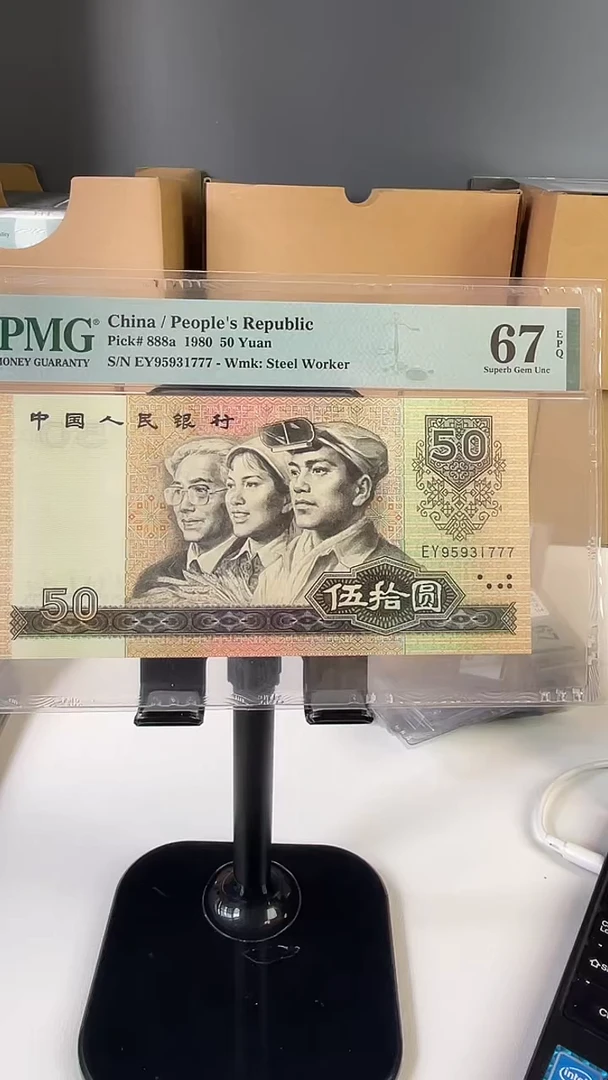 PMG
MONEY GUARANTY
China / People's Republic
Pick# 888a 1980 50 Yuan
S/N EY95931777 - Wmk: Steel Worker
67
EPQ
Superb Gem Unc
中国人民银行
50
EY95931777
50
伍拾圆
intel